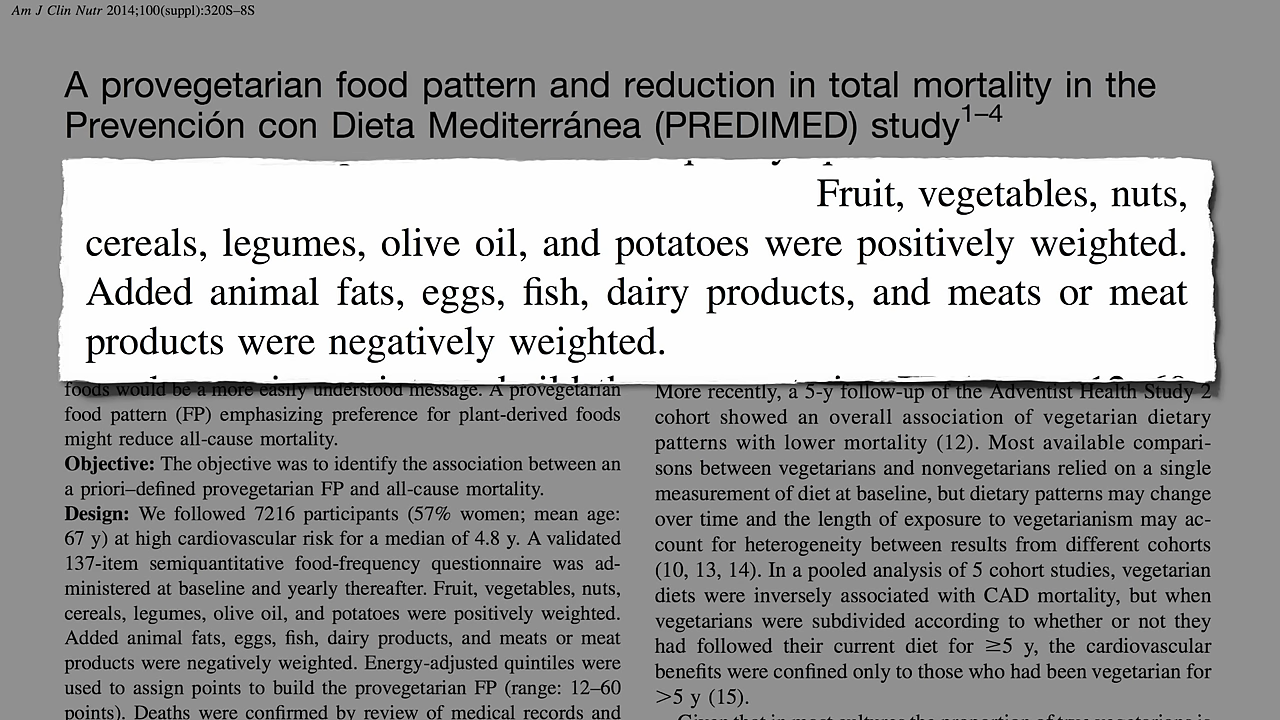 Am J Clin Nutr 2014;100(suppl):320S–8S
A provegetarian food pattern and reduction in total mortality in the
Prevención con Dieta Mediterránea (PREDIMED) study1–4
Fruit, vegetables, nuts,
cereals, legumes, olive oil, and potatoes were positively weighted.
Added animal fats, eggs, fish, dairy products, and meats or meat
products were negatively weighted.
foods would be a more easily understood message. A provegetarian
food pattern (FP) emphasizing preference for plant-derived foods
might reduce all-cause mortality.
Objective: The objective was to identify the association between an
a priori–defined provegetarian FP and all-cause mortality.
Design: We followed 7216 participants (57% women; mean age:
67 y) at high cardiovascular risk for a median of 4.8 y. A validated
137-item semiquantitative food-frequency questionnaire was ad-
ministered at baseline and yearly thereafter. Fruit, vegetables, nuts,
cereals, legumes, olive oil, and potatoes were positively weighted.
Added animal fats, eggs, fish, dairy products, and meats or meat
products were negatively weighted. Energy-adjusted quintiles were
used to assign points to build the provegetarian FP (range: 12–60
points). Deaths were confirmed by review of medical records and
More recently, a 5-y follow-up of the Adventist Health Study 2
cohort showed an overall association of vegetarian dietary
patterns with lower mortality (12). Most available compari-
sons between vegetarians and nonvegetarians relied on a single
measurement of diet at baseline, but dietary patterns may change
over time and the length of exposure to vegetarianism may ac-
count for heterogeneity between results from different cohorts
(10, 13, 14). In a pooled analysis of 5 cohort studies, vegetarian
diets were inversely associated with CAD mortality, but when
vegetarians were subdivided according to whether or not they
had followed their current diet for ≥5 y, the cardiovascular
benefits were confined only to those who had been vegetarian for
>5 y (15).